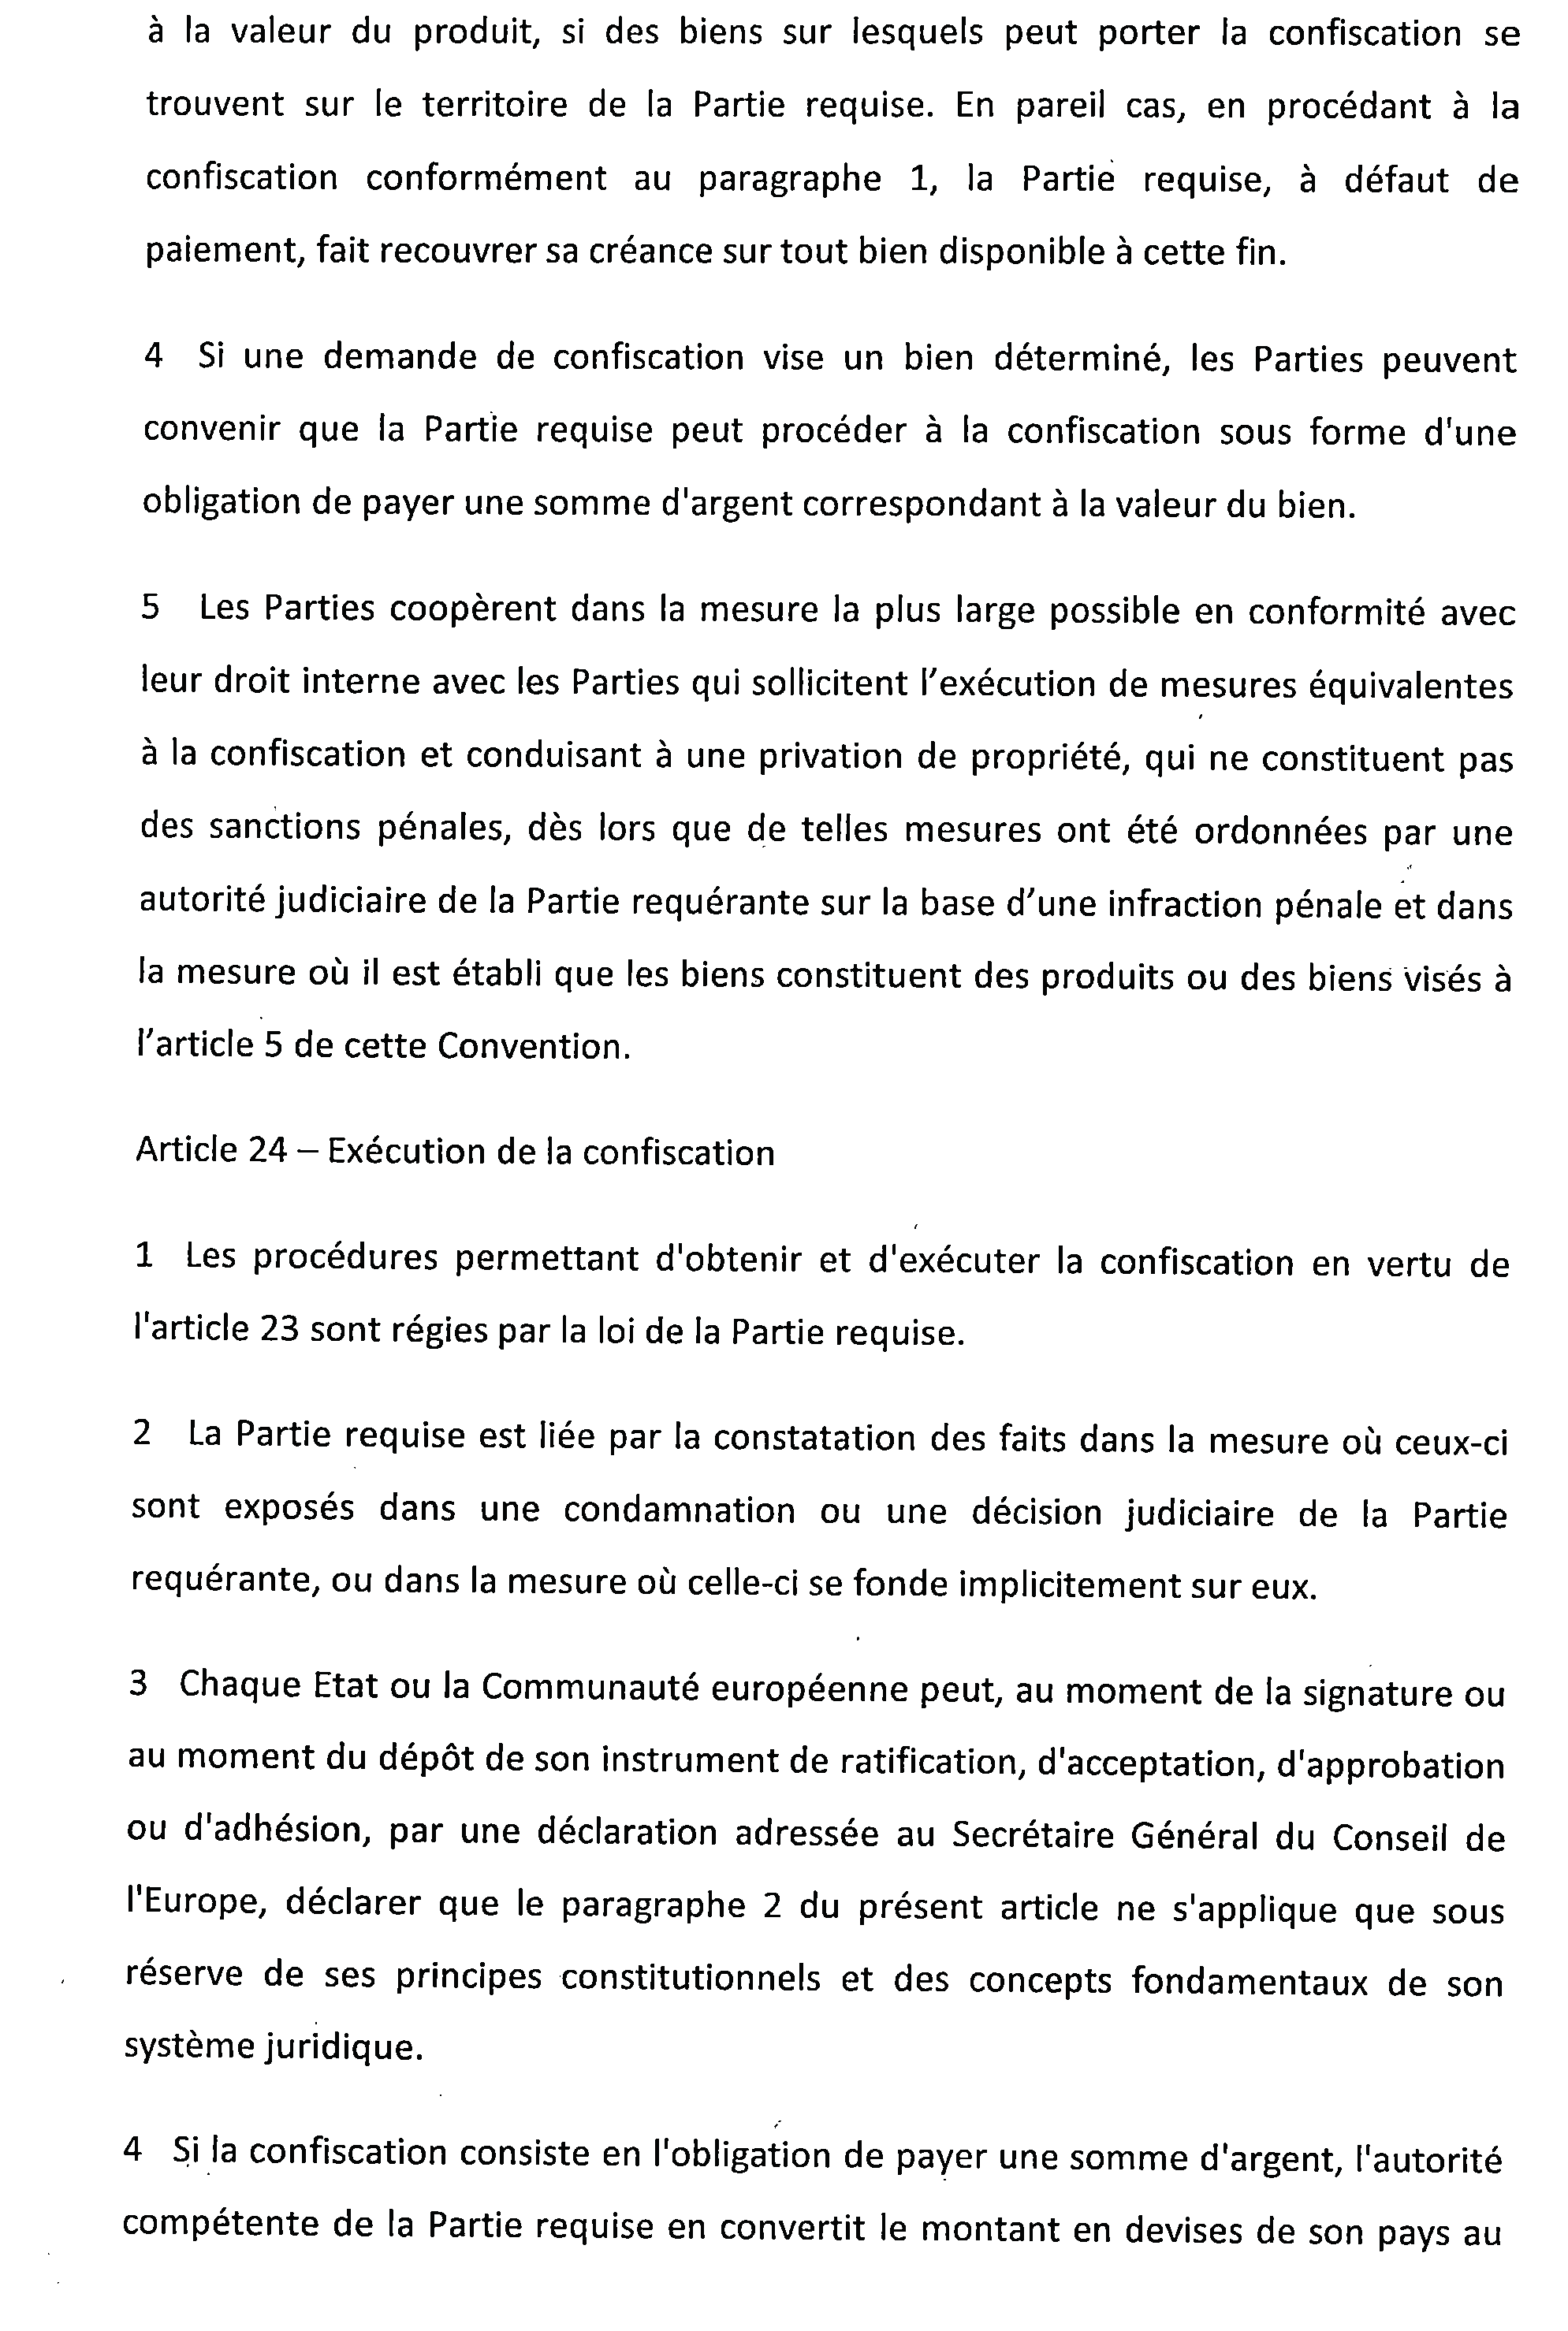 à la valeur du produit, si des biens sur lesquels peut porter la confiscation se
trouvent sur le territoire de la Partie requise. En pareil cas, en procédant à la
confiscation conformément au paragraphe 1, la Partie requise, à défaut de
paiement, fait recouvrer sa créance sur tout bien disponible à cette fin.
4 Si une demande de confiscation vise un bien déterminé, les Parties peuvent
convenir que la Partie requise peut procéder à la confiscation sous forme d'une
obligation de payer une somme d'argent correspondant à la valeur du bien.
5 Les Parties coopèrent dans la mesure la plus large possible en conformité avec
leur droit interne avec les Parties qui sollicitent l’exécution de mesures équivalentes
à la confiscation et conduisant à une privation de propriété, qui ne constituent pas
des sanctions pénales, dès lors que de telles mesures ont été ordonnées par une
autorité judiciaire de la Partie requérante sur la base d’une infraction pénale et dans
la mesure où il est établi que les biens constituent des produits ou des biens visés à
l’article 5 de cette Convention.
Article 24 – Exécution de la confiscation
1 Les procédures permettant d'obtenir et d'exécuter la confiscation en vertu de
l'article 23 sont régies par la loi de la Partie requise.
2 La Partie requise est liée par la constatation des faits dans la mesure où ceux-ci
sont exposés dans une condamnation ou une décision judiciaire de la Partie
requérante, ou dans la mesure où celle-ci se fonde implicitement sur eux.
3 Chaque Etat ou la Communauté européenne peut, au moment de la signature ou
au moment du dépôt de son instrument de ratification, d'acceptation, d'approbation
ou d'adhésion, par une déclaration adressée au Secrétaire Général du Conseil de
l'Europe, déclarer que le paragraphe 2 du présent article ne s'applique que sous
réserve de ses principes constitutionnels et des concepts fondamentaux de son
système juridique.
4 Si la confiscation consiste en l'obligation de payer une somme d'argent, l'autorité
compétente de la Partie requise en convertit le montant en devises de son pays au